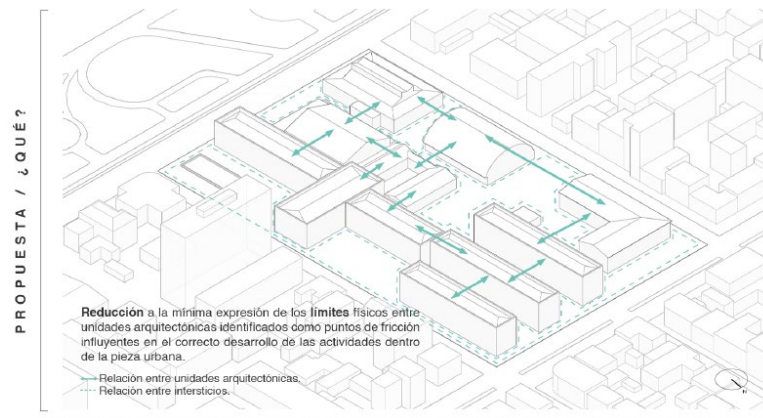 PROPUESTA / ¿QUÉ?
Reducción a la mínima expresión de los límites físicos entre
unidades arquitectónicas identificados como puntos de fricción
influyentes en el correcto desarrollo de las actividades dentro
de la pieza urbana.
Relación entre unidades arquitectónicas.
Relación entre intersticios.